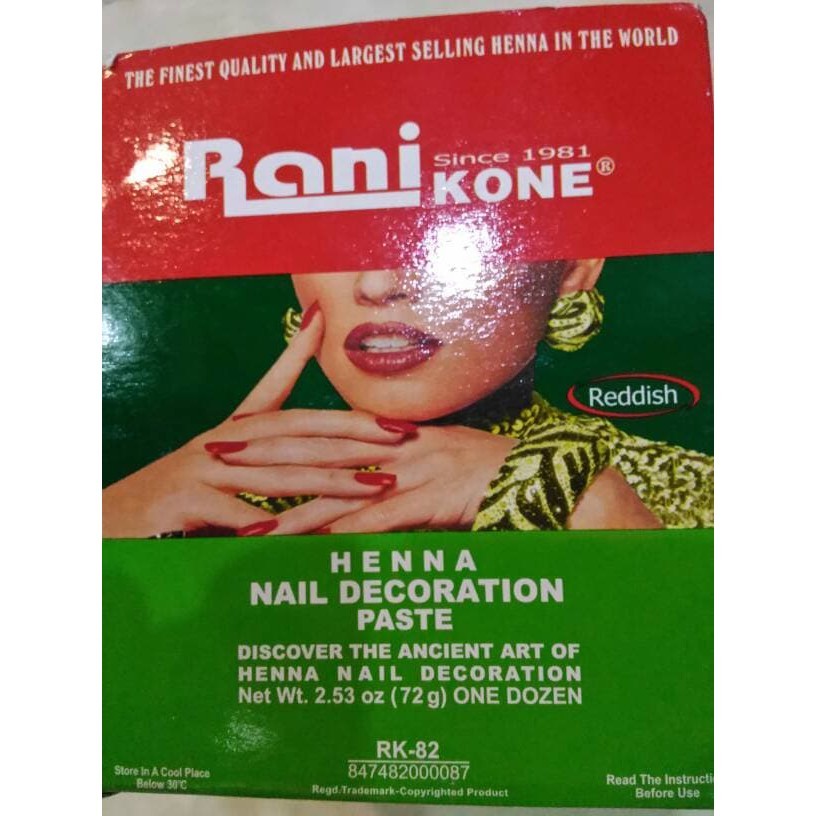 THE FINEST QUALITY AND LARGEST SELLING HENNA IN THE WORLD
Rani
Since 1981
KONE®
Reddish
HENNA
NAIL DECORATION
PASTE
DISCOVER THE ANCIENT ART OF
HENNA NAIL DECORATION
Net Wt. 2.53 oz (72 g) ONE DOZEN
RK-82
847482000087
Store In A Cool Place
Below 30°C
Regd.Trademark-Copyrighted Product
Read The Instructi
Before Use